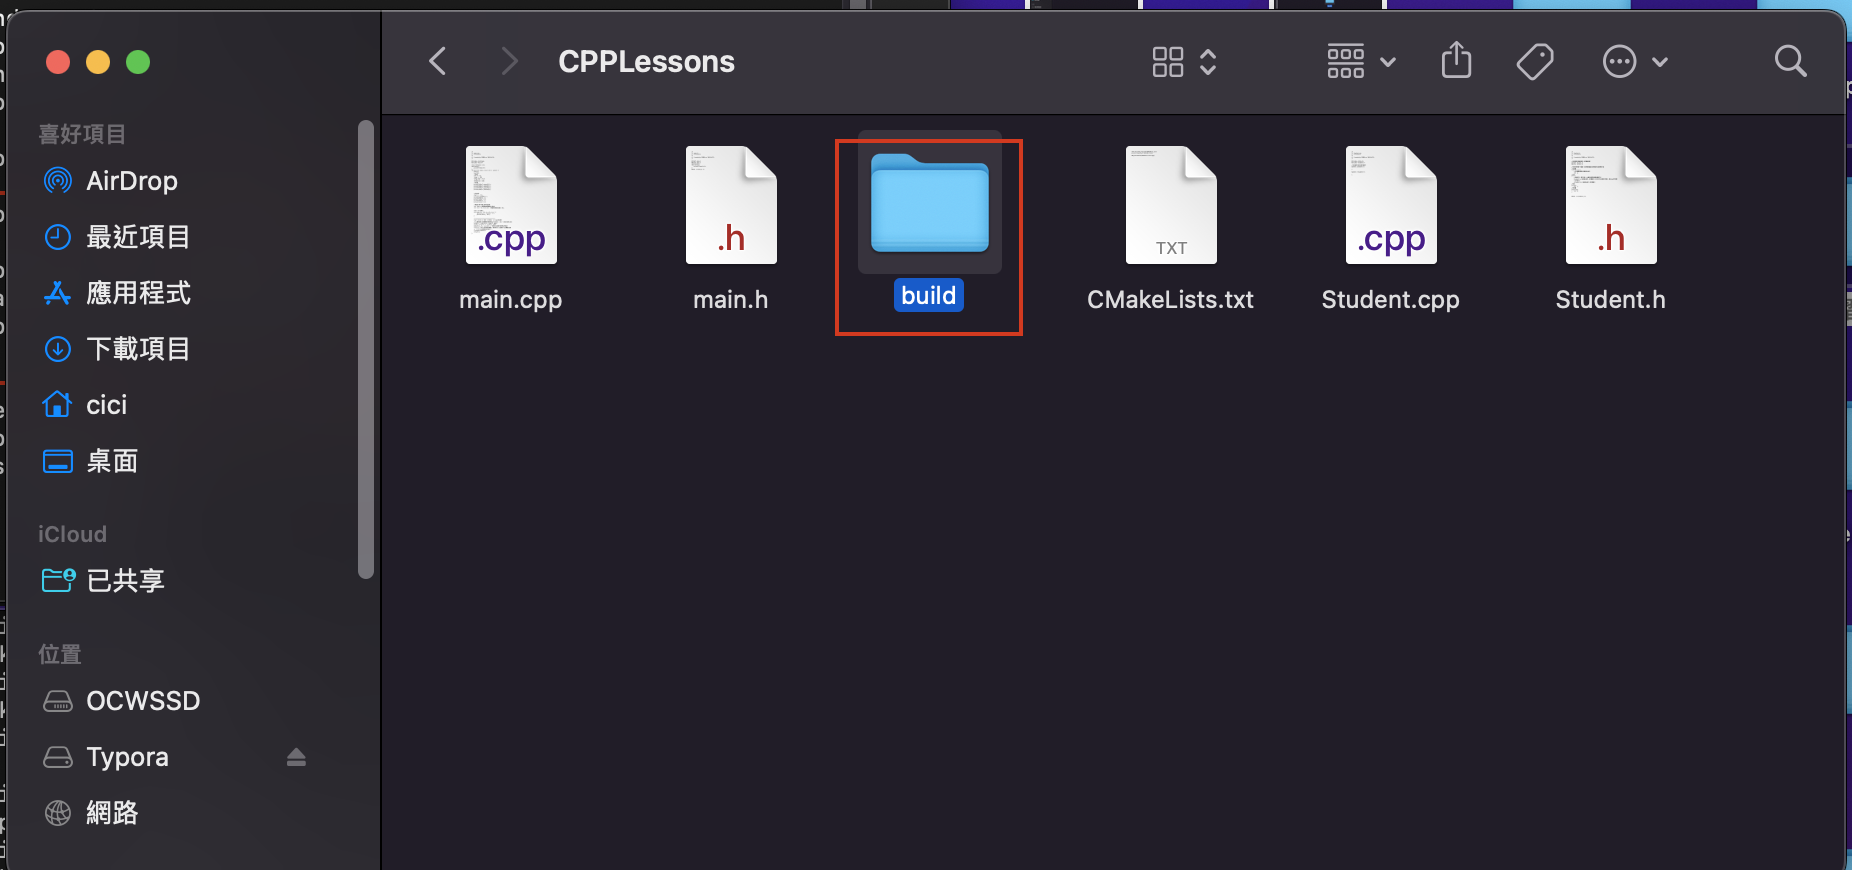 CPPLessons
喜好項目
AirDrop
最近項目
應用程式
下載項目
cici
桌面
iCloud
已共享
位置
OCWSSD
Typora
網路
.cpp
main.cpp
.h
main.h
build
TXT
CMakeLists.txt
.cpp
Student.cpp
.h
Student.h